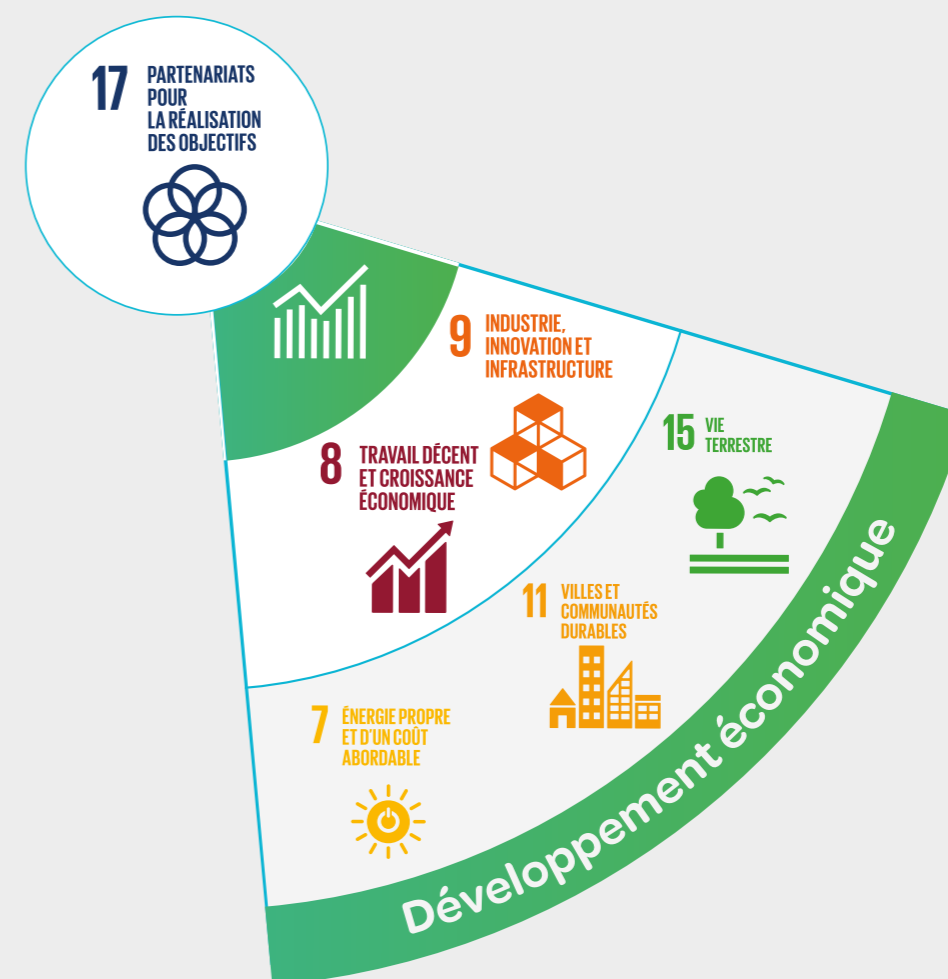 17
PARTENARIATS
POUR
LA RÉALISATION
DES OBJECTIFS
9
INDUSTRIE,
INNOVATION ET
INFRASTRUCTURE
8
TRAVAIL DÉCENT
ET CROISSANCE
ÉCONOMIQUE
15
VIE
TERRESTRE
11
VILLES ET
COMMUNAUTÉS
DURABLES
7
ÉNERGIE PROPRE
ET D'UN COÛT
ABORDABLE
Développement économique